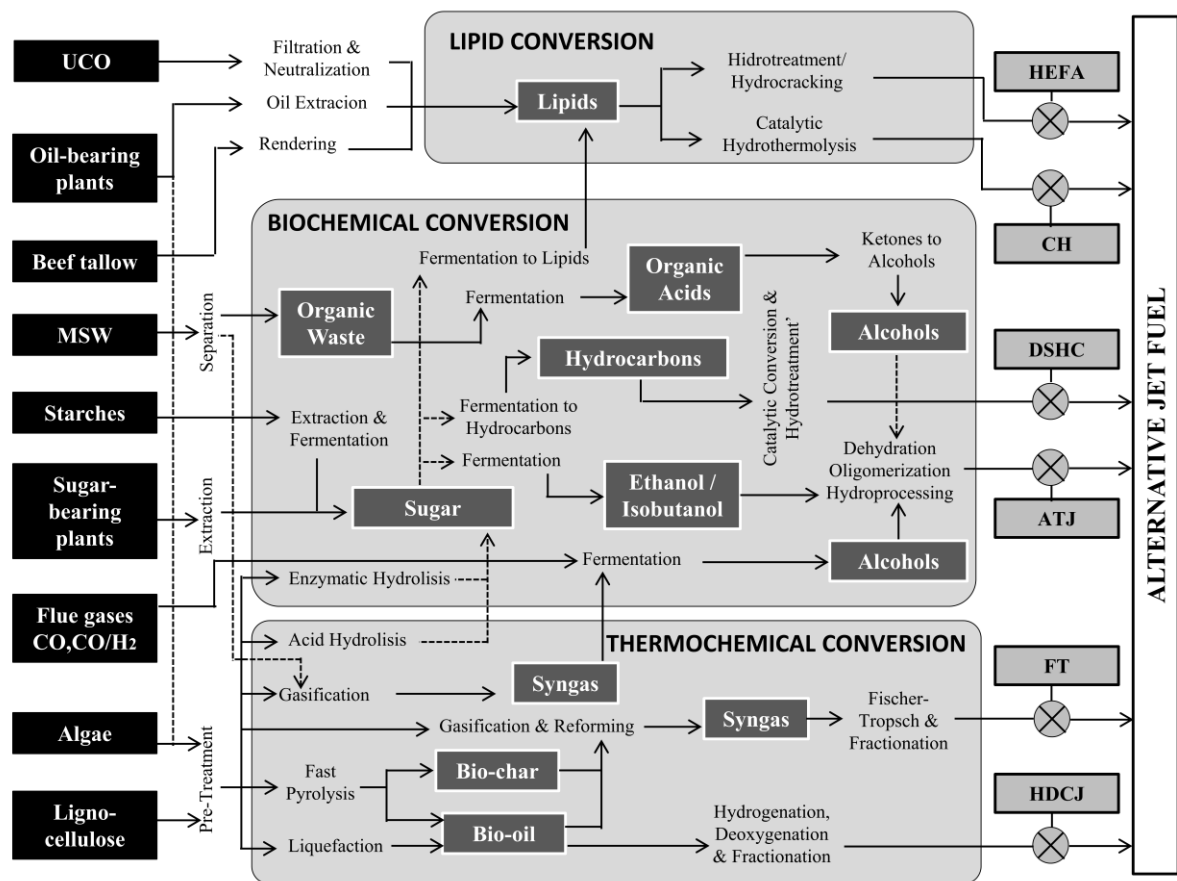 UCO
Oil-bearing
plants
Beef tallow
MSW
Starches
Sugar-
bearing
plants
Flue gases
CO,CO/H2
Algae
Ligno-
cellulose
Separation
Extraction
Pre-Treatment
Filtration &
Neutralization
Oil Extracion
Rendering
LIPID CONVERSION
Lipids
Hidrotreatment/
Hydrocracking
Catalytic
Hydrothermolysis
BIOCHEMICAL CONVERSION
Fermentation to Lipids
Organic
Waste
Fermentation
Organic
Acids
Ketones to
Alcohols
Alcohols
Hydrocarbons
Catalytic Conversion &
Hydrotreatment’
Extraction &
Fermentation
Fermentation to
Hydrocarbons
Fermentation
Ethanol /
Isobutanol
Dehydration
Oligomerization
Hydroprocessing
Sugar
Fermentation
Alcohols
Enzymatic Hydrolisis
Acid Hydrolisis
THERMOCHEMICAL CONVERSION
Gasification
Syngas
Gasification & Reforming
Syngas
Fischer-
Tropsch &
Fractionation
Fast
Pyrolysis
Bio-char
Bio-oil
Liquefaction
Hydrogenation,
Deoxygenation
& Fractionation
HEFA
CH
DSHC
ATJ
FT
HDCJ
ALTERNATIVE JET FUEL